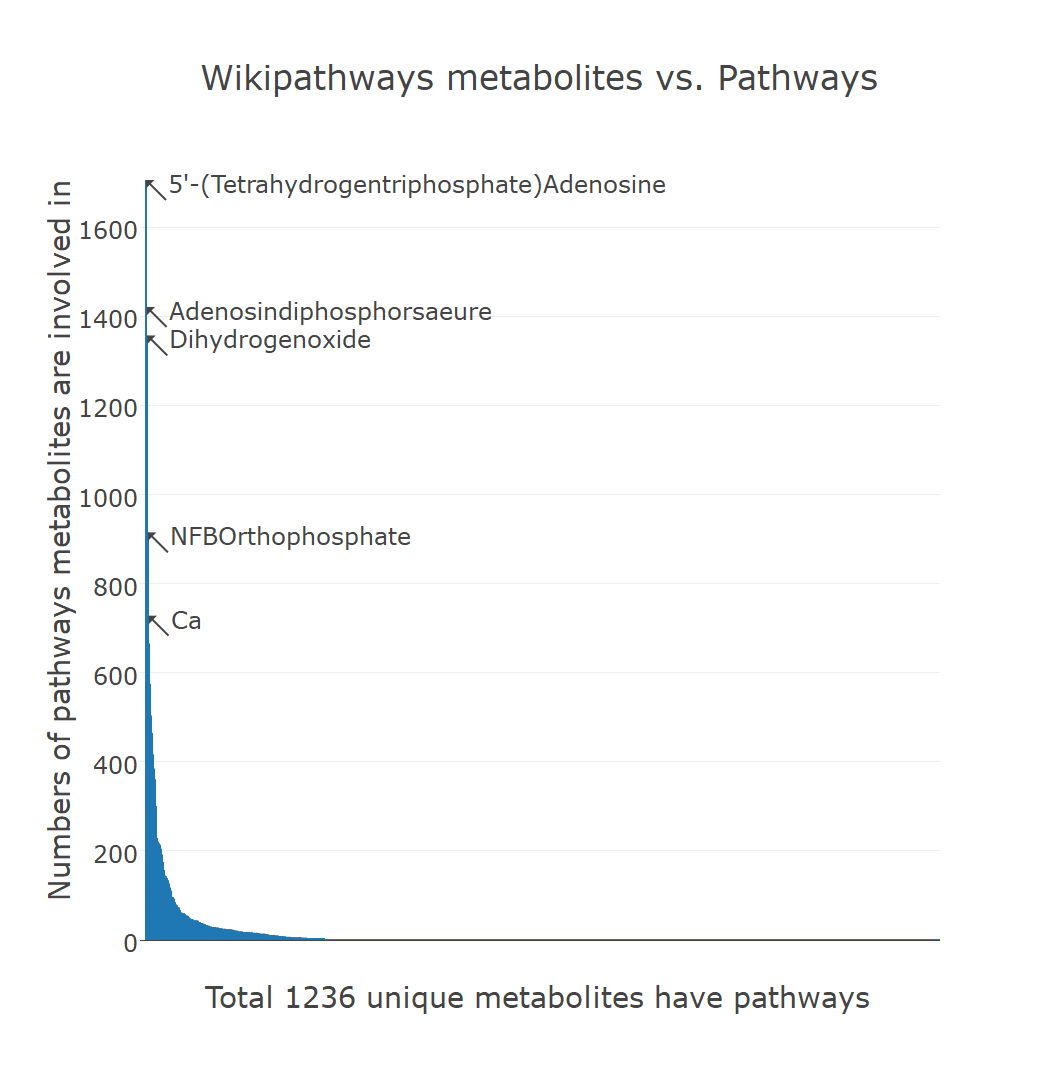 Wikipathways metabolites vs. Pathways
Numbers of pathways metabolites are involved in
1600
1400
1200
1000
800
600
400
200
0
5'-(Tetrahydrogentriphosphate)Adenosine
Adenosindiphosphorsaeure
Dihydrogenoxide
NFBOrthophosphate
Ca
Total 1236 unique metabolites have pathways